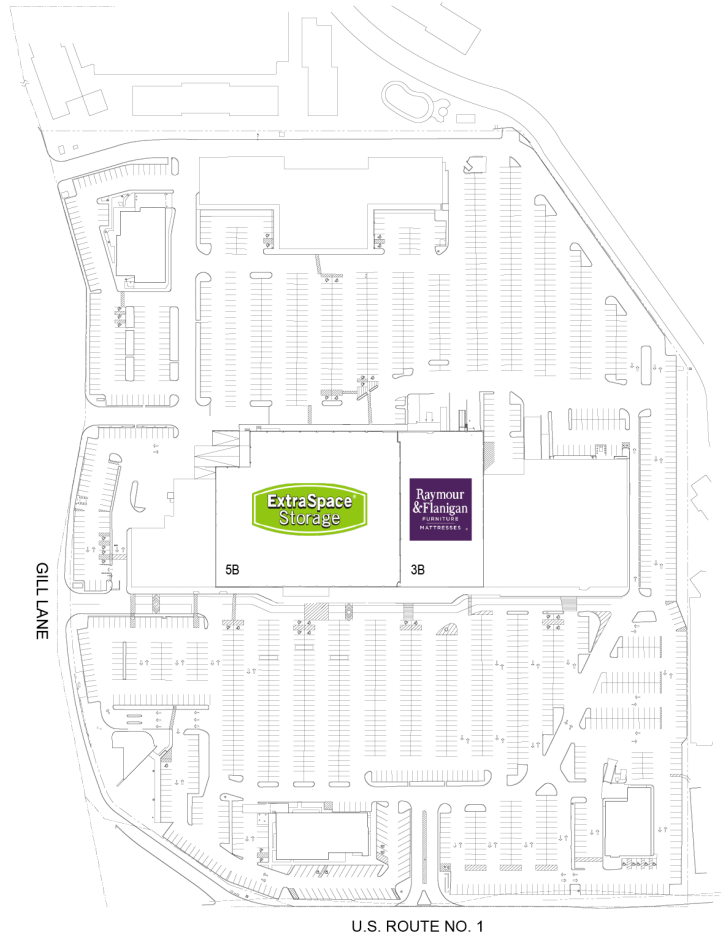 ExtraSpace®
Storage
Raymour
&Flanigan
FURNITURE
MATTRESSES
5B
3B
GILL LANE
U.S. ROUTE NO. 1